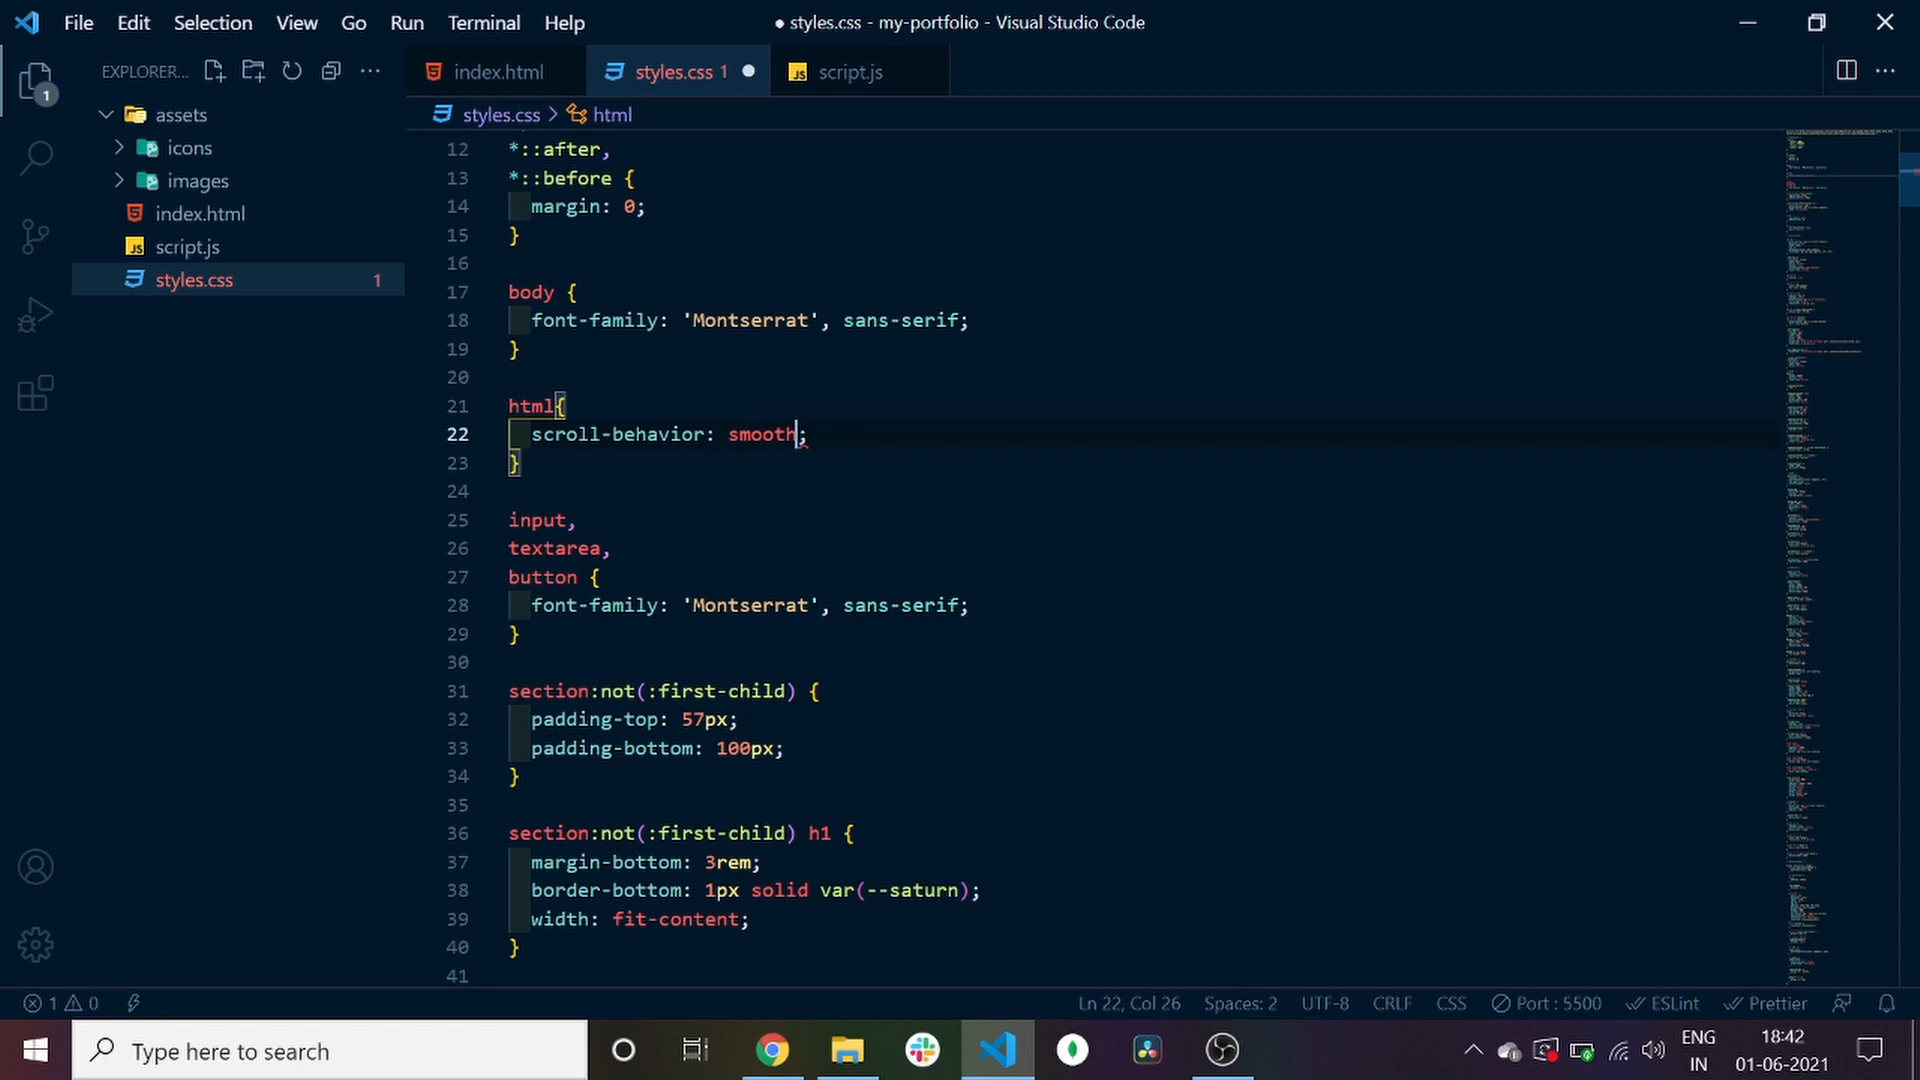 File Edit Selection View Go Run Terminal Help
● styles.css - my-portfolio - Visual Studio Code
EXPLORER...
index.html
styles.css 1
script.js
1
assets
icons
images
index.html
script.js
styles.css 1
styles.css > html
12 *::after,
13 *::before {
14 margin: 0;
15 }
16
17 body {
18 font-family: 'Montserrat', sans-serif;
19 }
20
21 html{
22 scroll-behavior: smooth;
23 }
24
25 input,
26 textarea,
27 button {
28 font-family: 'Montserrat', sans-serif;
29 }
30
31 section:not(:first-child) {
32 padding-top: 57px;
33 padding-bottom: 100px;
34 }
35
36 section:not(:first-child) h1 {
37 margin-bottom: 3rem;
38 border-bottom: 1px solid var(--saturn);
39 width: fit-content;
40 }
41
1 0
Ln 22, Col 26 Spaces: 2 UTF-8 CRLF CSS Port : 5500 ESLint Prettier
Type here to search
ENG
IN
18:42
01-06-2021